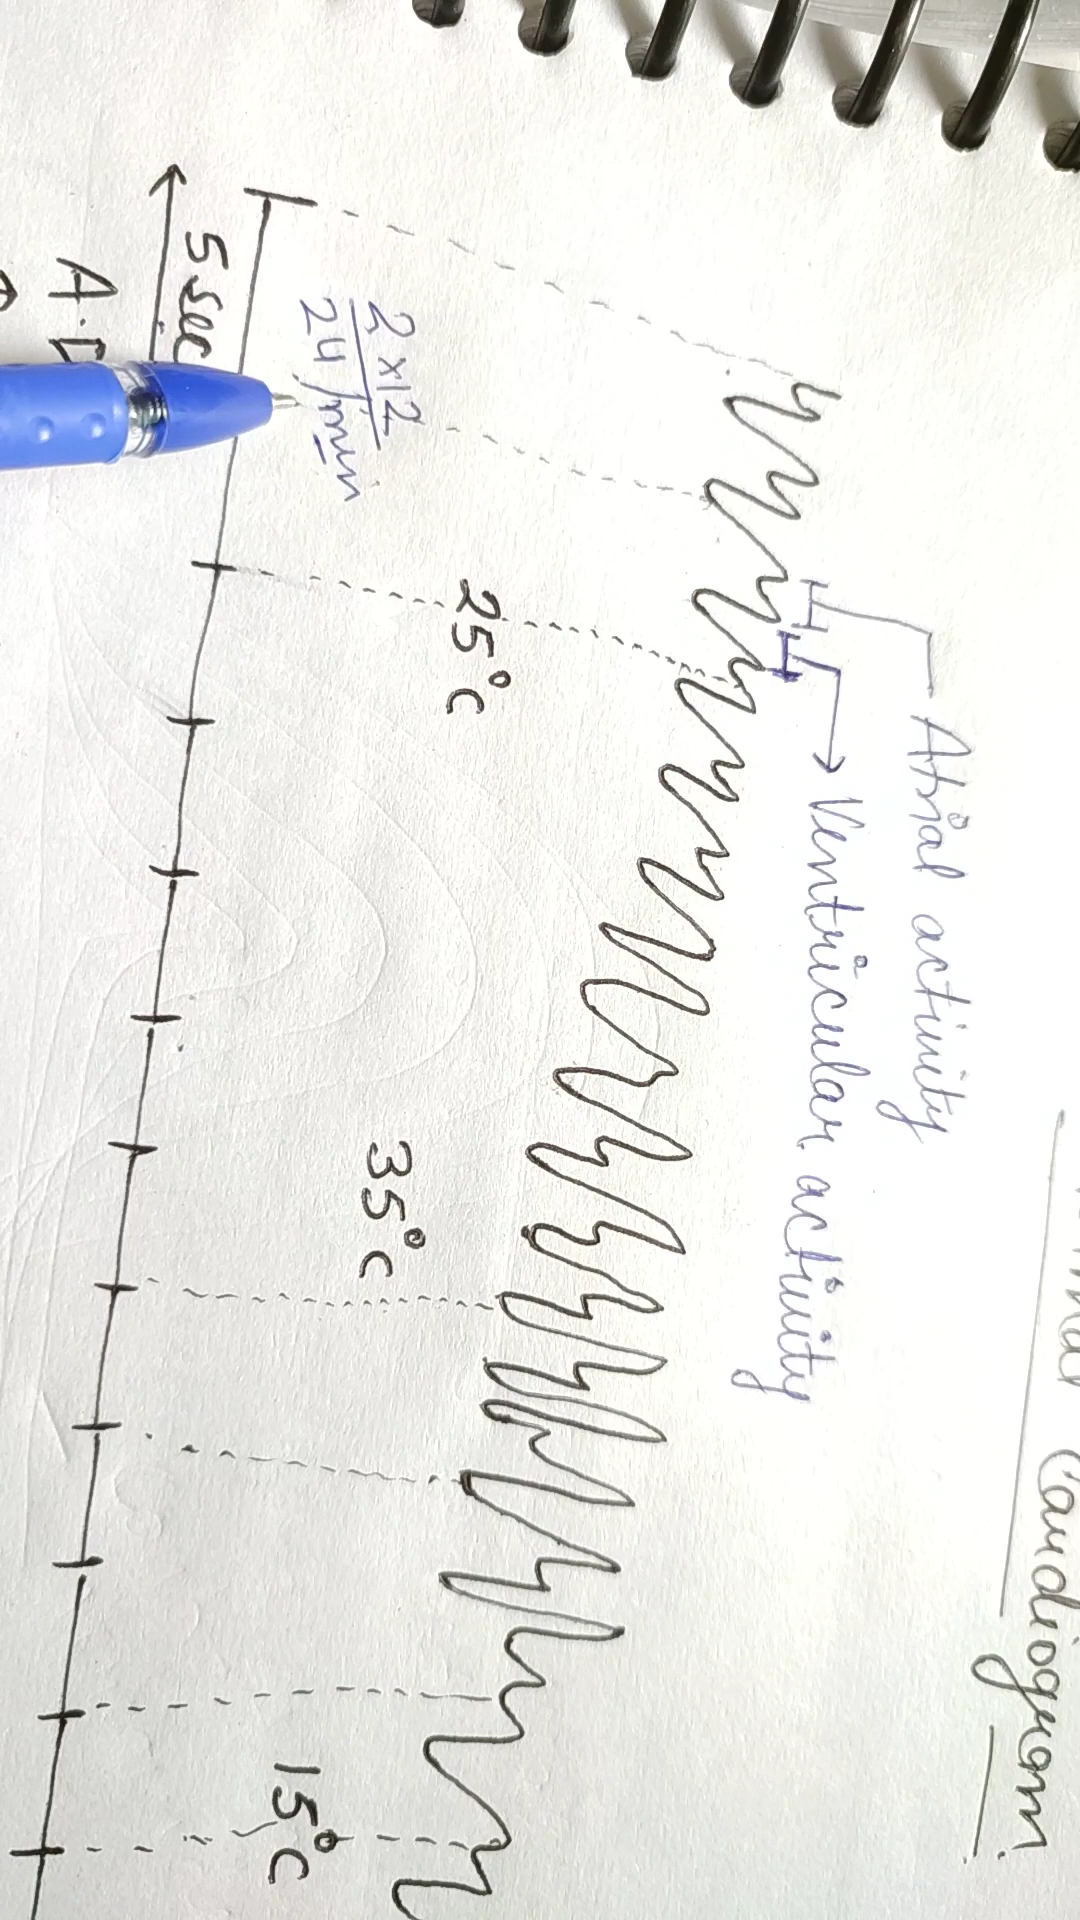 Cardiogram
Atrial activity
Ventricular activity
25°C
35°C
15°C
2 x 12
24/min
5 sec